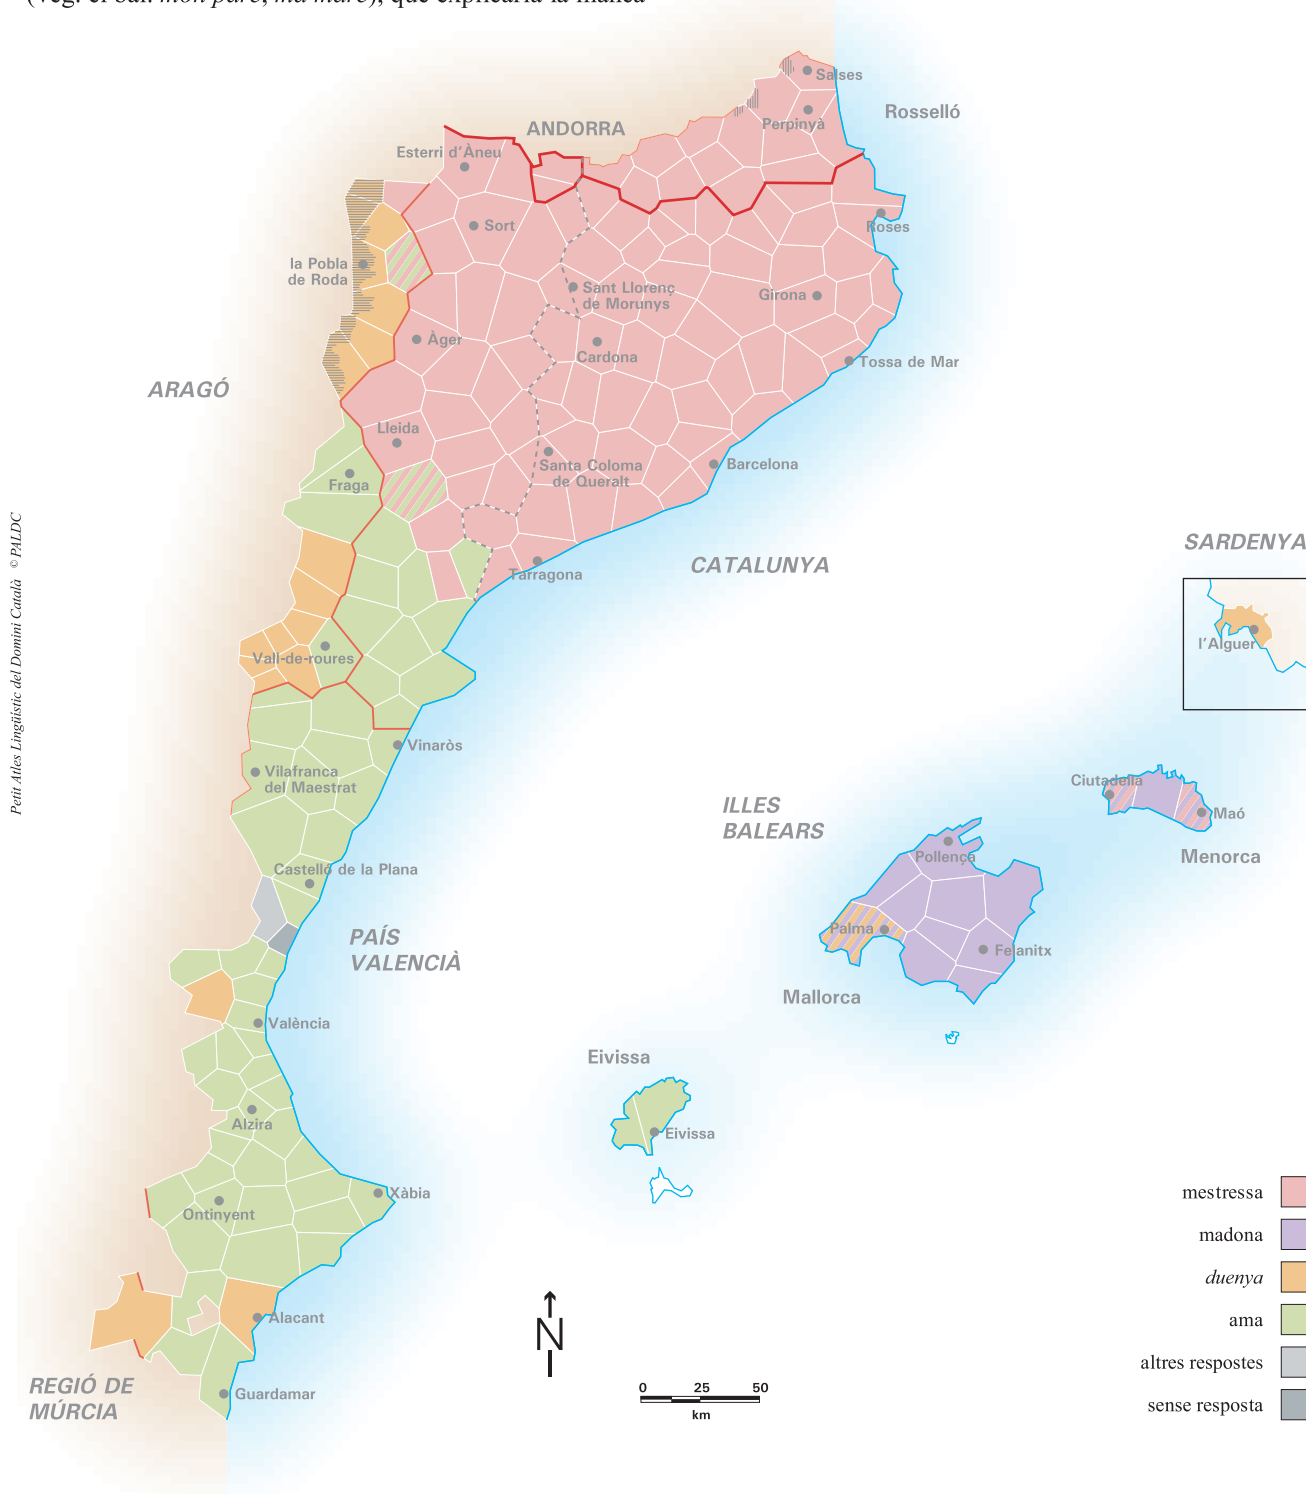 (veg. el bal. mon pare, ma mare), que explicaria la manca
Salses
Rosselló
Perpinyà
ANDORRA
Esterri d'Àneu
Sort
Roses
la Pobla
de Roda
Sant Llorenç
de Morunys
Girona
Àger
Cardona
Tossa de Mar
ARAGÓ
Lleida
Santa Coloma
de Queralt
Barcelona
Fraga
Tarragona
CATALUNYA
SARDENYA
l'Alguer
Vall-de-roures
Vinaròs
Vilafranca
del Maestrat
Petit Atles Lingüístic del Domini Català © PALDC
ILLES
BALEARS
Ciutadella
Maó
Menorca
Pollença
Castelló de la Plana
Palma
Felanitx
PAÍS
VALENCIÀ
Mallorca
València
Eivissa
Eivissa
Alzira
Xàbia
Ontinyent
Alacant
Guardamar
REGIÓ DE
MÚRCIA
N
0 25 50
km
mestressa
madona
duenya
ama
altres respostes
sense resposta